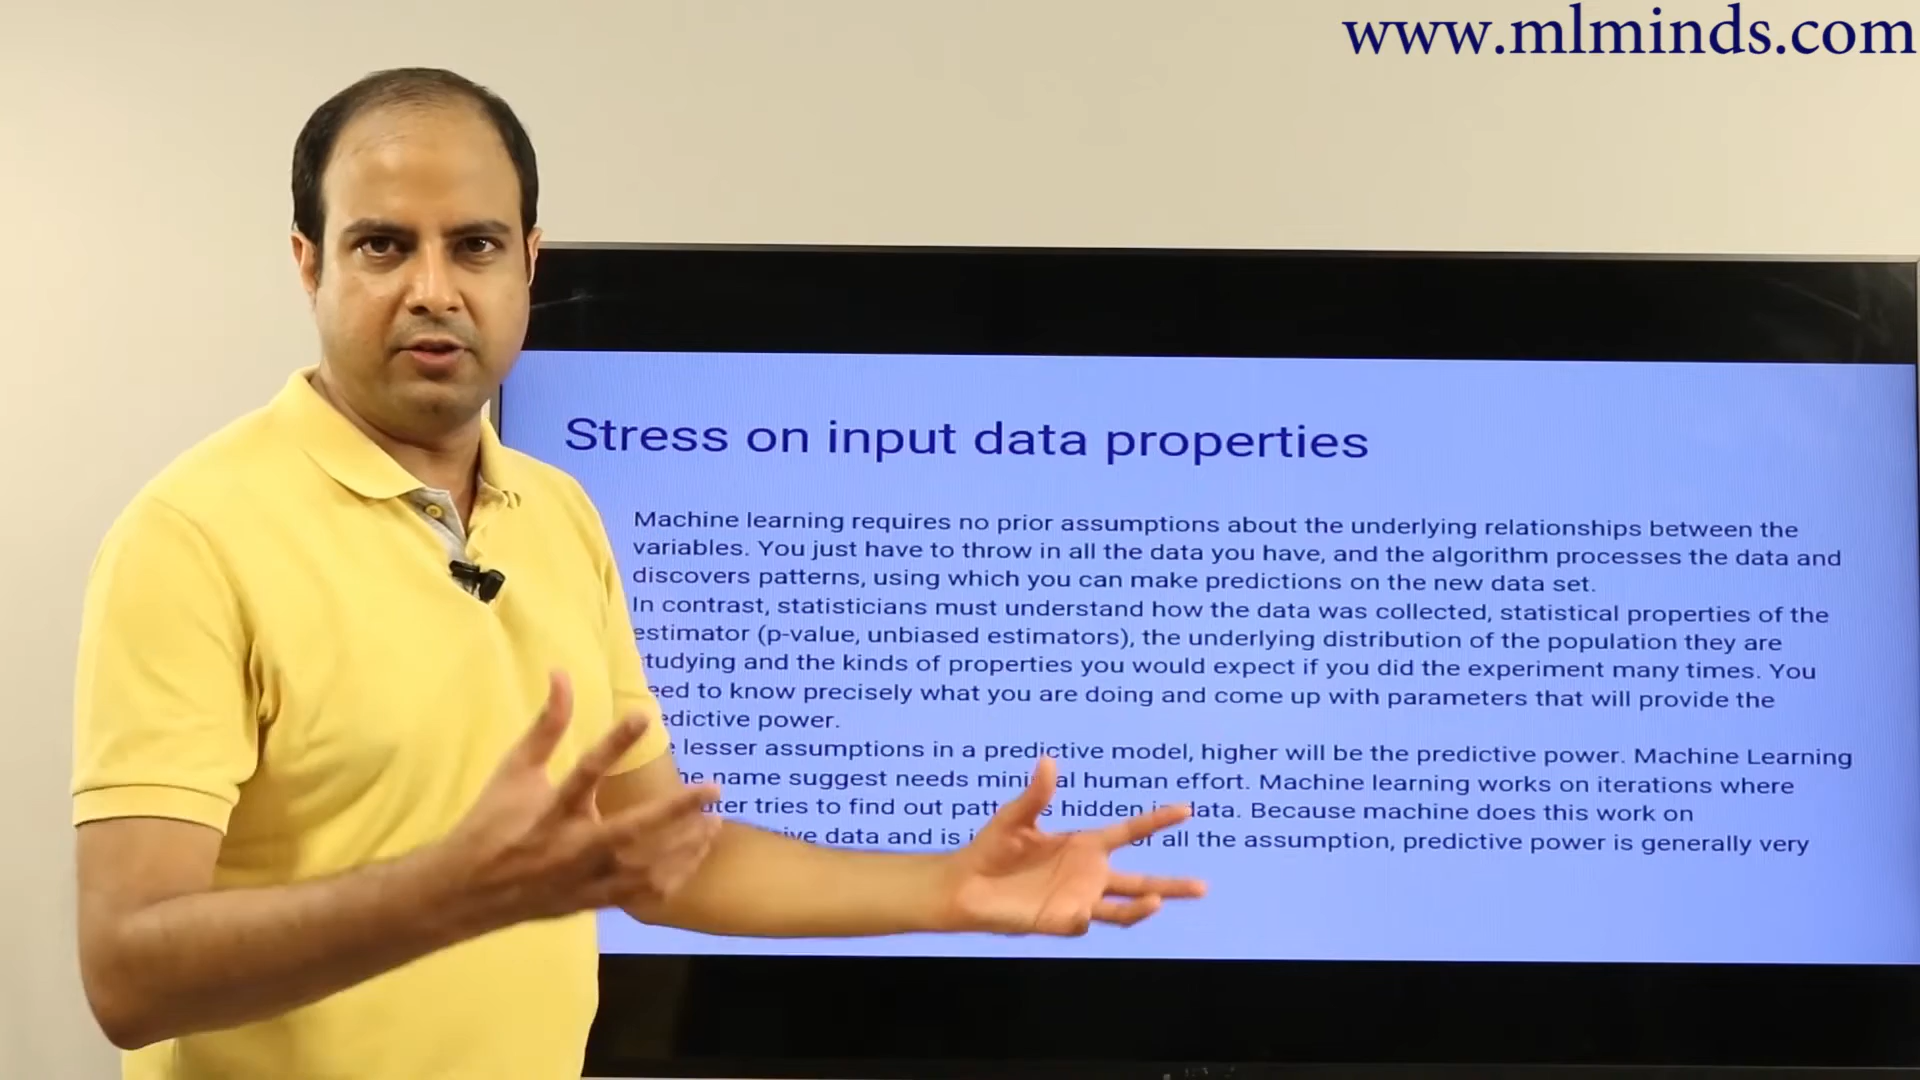 www.mlminds.com
Stress on input data properties
Machine learning requires no prior assumptions about the underlying relationships between the
variables. You just have to throw in all the data you have, and the algorithm processes the data and
discovers patterns, using which you can make predictions on the new data set.
In contrast, statisticians must understand how the data was collected, statistical properties of the
estimator (p-value, unbiased estimators), the underlying distribution of the population they are
tudying and the kinds of properties you would expect if you did the experiment many times. You
eed to know precisely what you are doing and come up with parameters that will provide the
edictive power.
lesser assumptions in a predictive model, higher will be the predictive power. Machine Learning
he name suggest needs minimal human effort. Machine learning works on iterations where
uter tries to find out patterns hidden in data. Because machine does this work on
ive data and is of all the assumption, predictive power is generally very